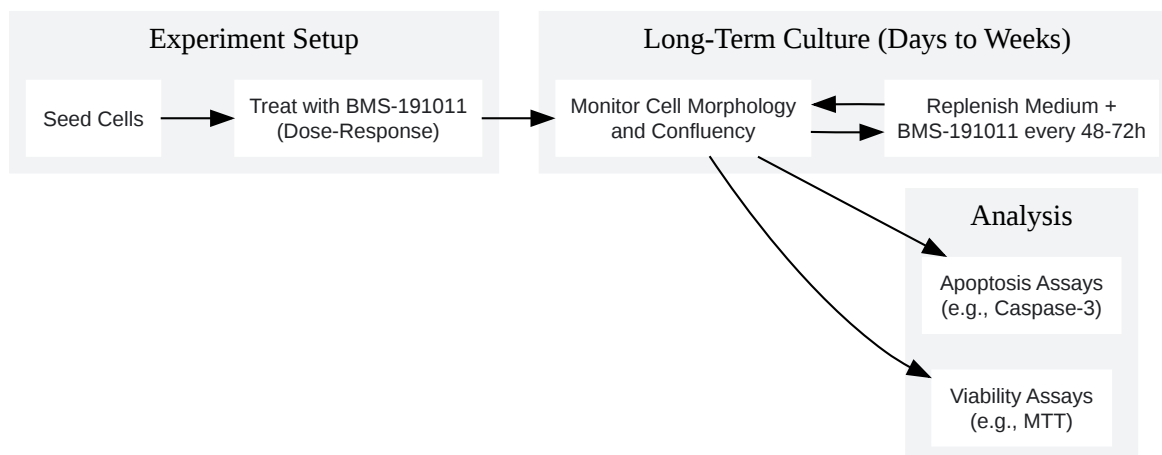 Experiment Setup
Seed Cells
Treat with BMS-191011
(Dose-Response)
Long-Term Culture (Days to Weeks)
Monitor Cell Morphology
and Confluency
Replenish Medium +
BMS-191011 every 48-72h
Analysis
Apoptosis Assays
(e.g., Caspase-3)
Viability Assays
(e.g., MTT)